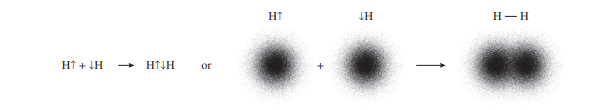 H↑ ↓H H — H
H↑ + ↓H ⟶ H↑↓H or + ⟶